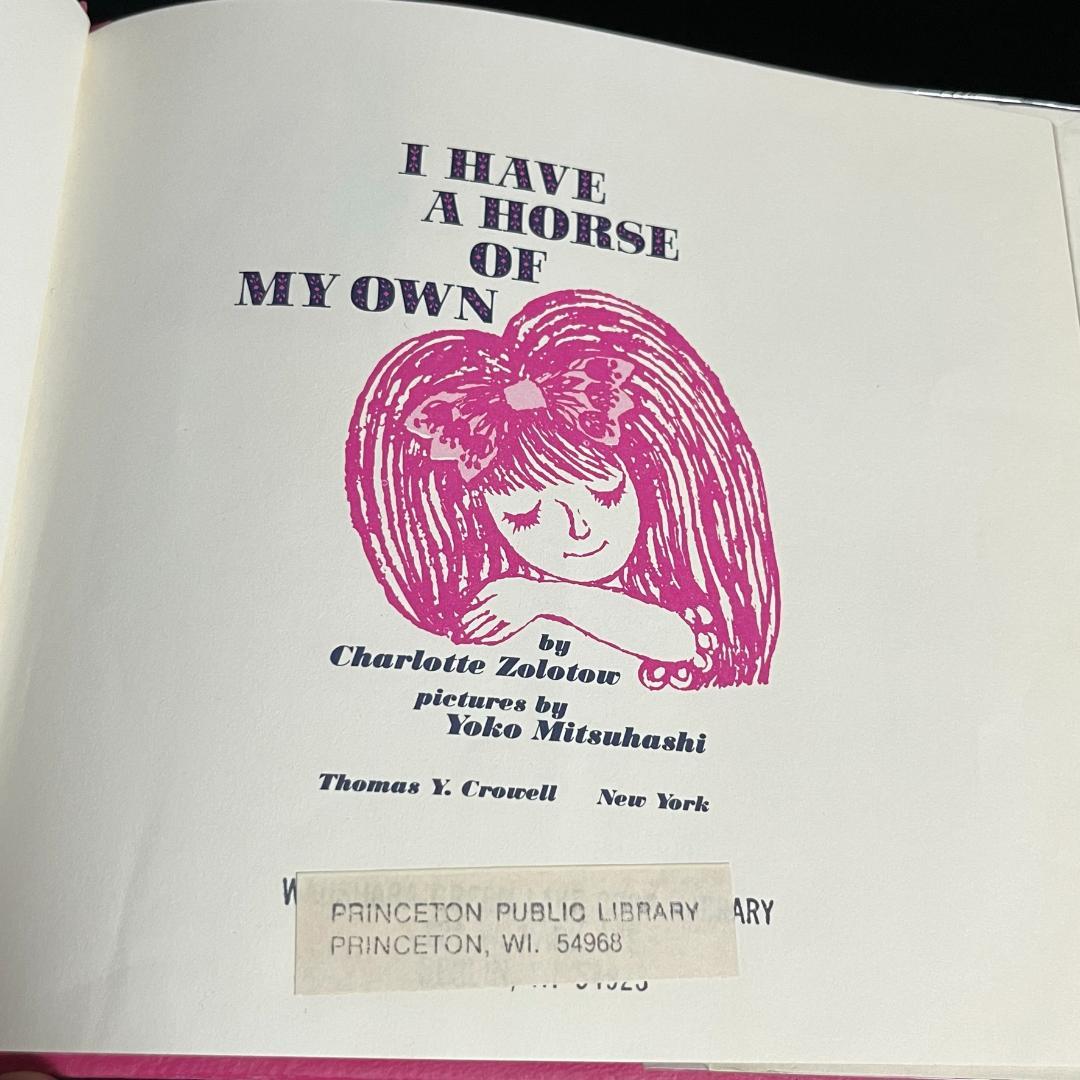 I HAVE
A HORSE
OF
MY OWN
by
Charlotte Zolotow
pictures by
Yoko Mitsuhashi
Thomas Y. Crowell New York
PRINCETON PUBLIC LIBRARY
PRINCETON, WI. 54968